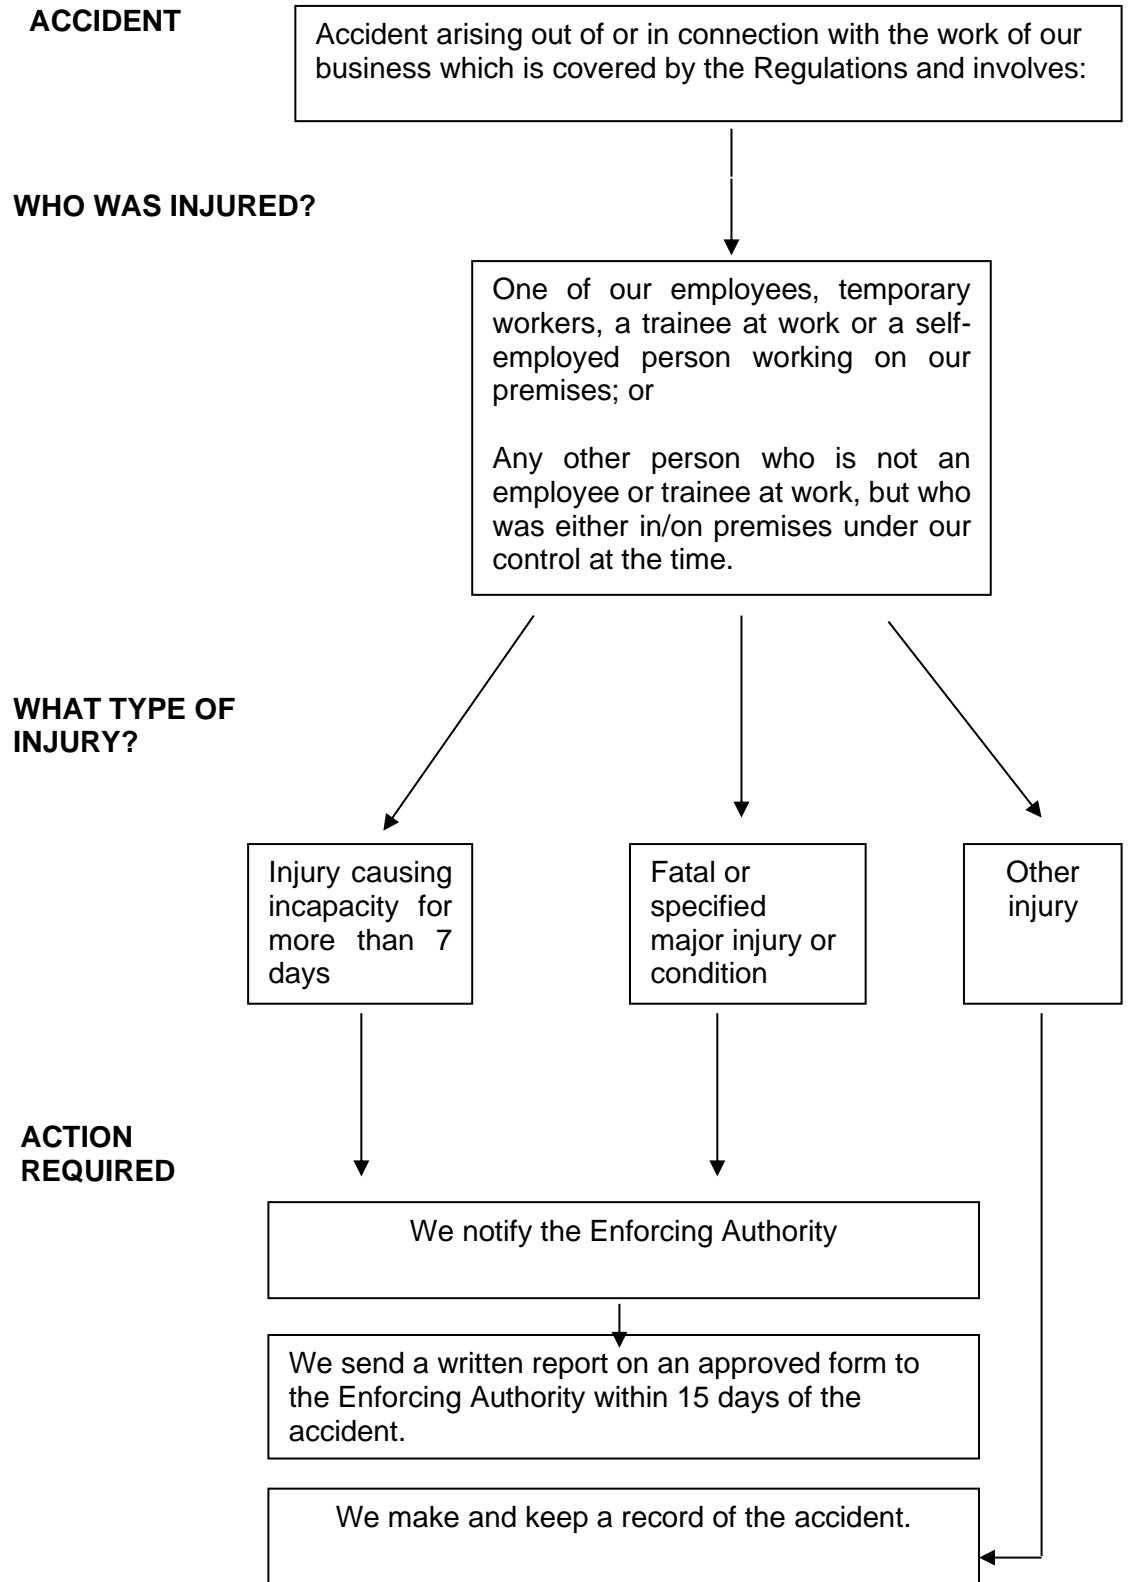 ACCIDENT
Accident arising out of or in connection with the work of our
business which is covered by the Regulations and involves:
WHO WAS INJURED?
One of our employees, temporary
workers, a trainee at work or a self-
employed person working on our
premises; or
Any other person who is not an
employee or trainee at work, but who
was either in/on premises under our
control at the time.
WHAT TYPE OF
INJURY?
Injury causing
incapacity for
more than 7
days
Fatal or
specified
major injury or
condition
Other
injury
ACTION
REQUIRED
We notify the Enforcing Authority
We send a written report on an approved form to
the Enforcing Authority within 15 days of the
accident.
We make and keep a record of the accident.